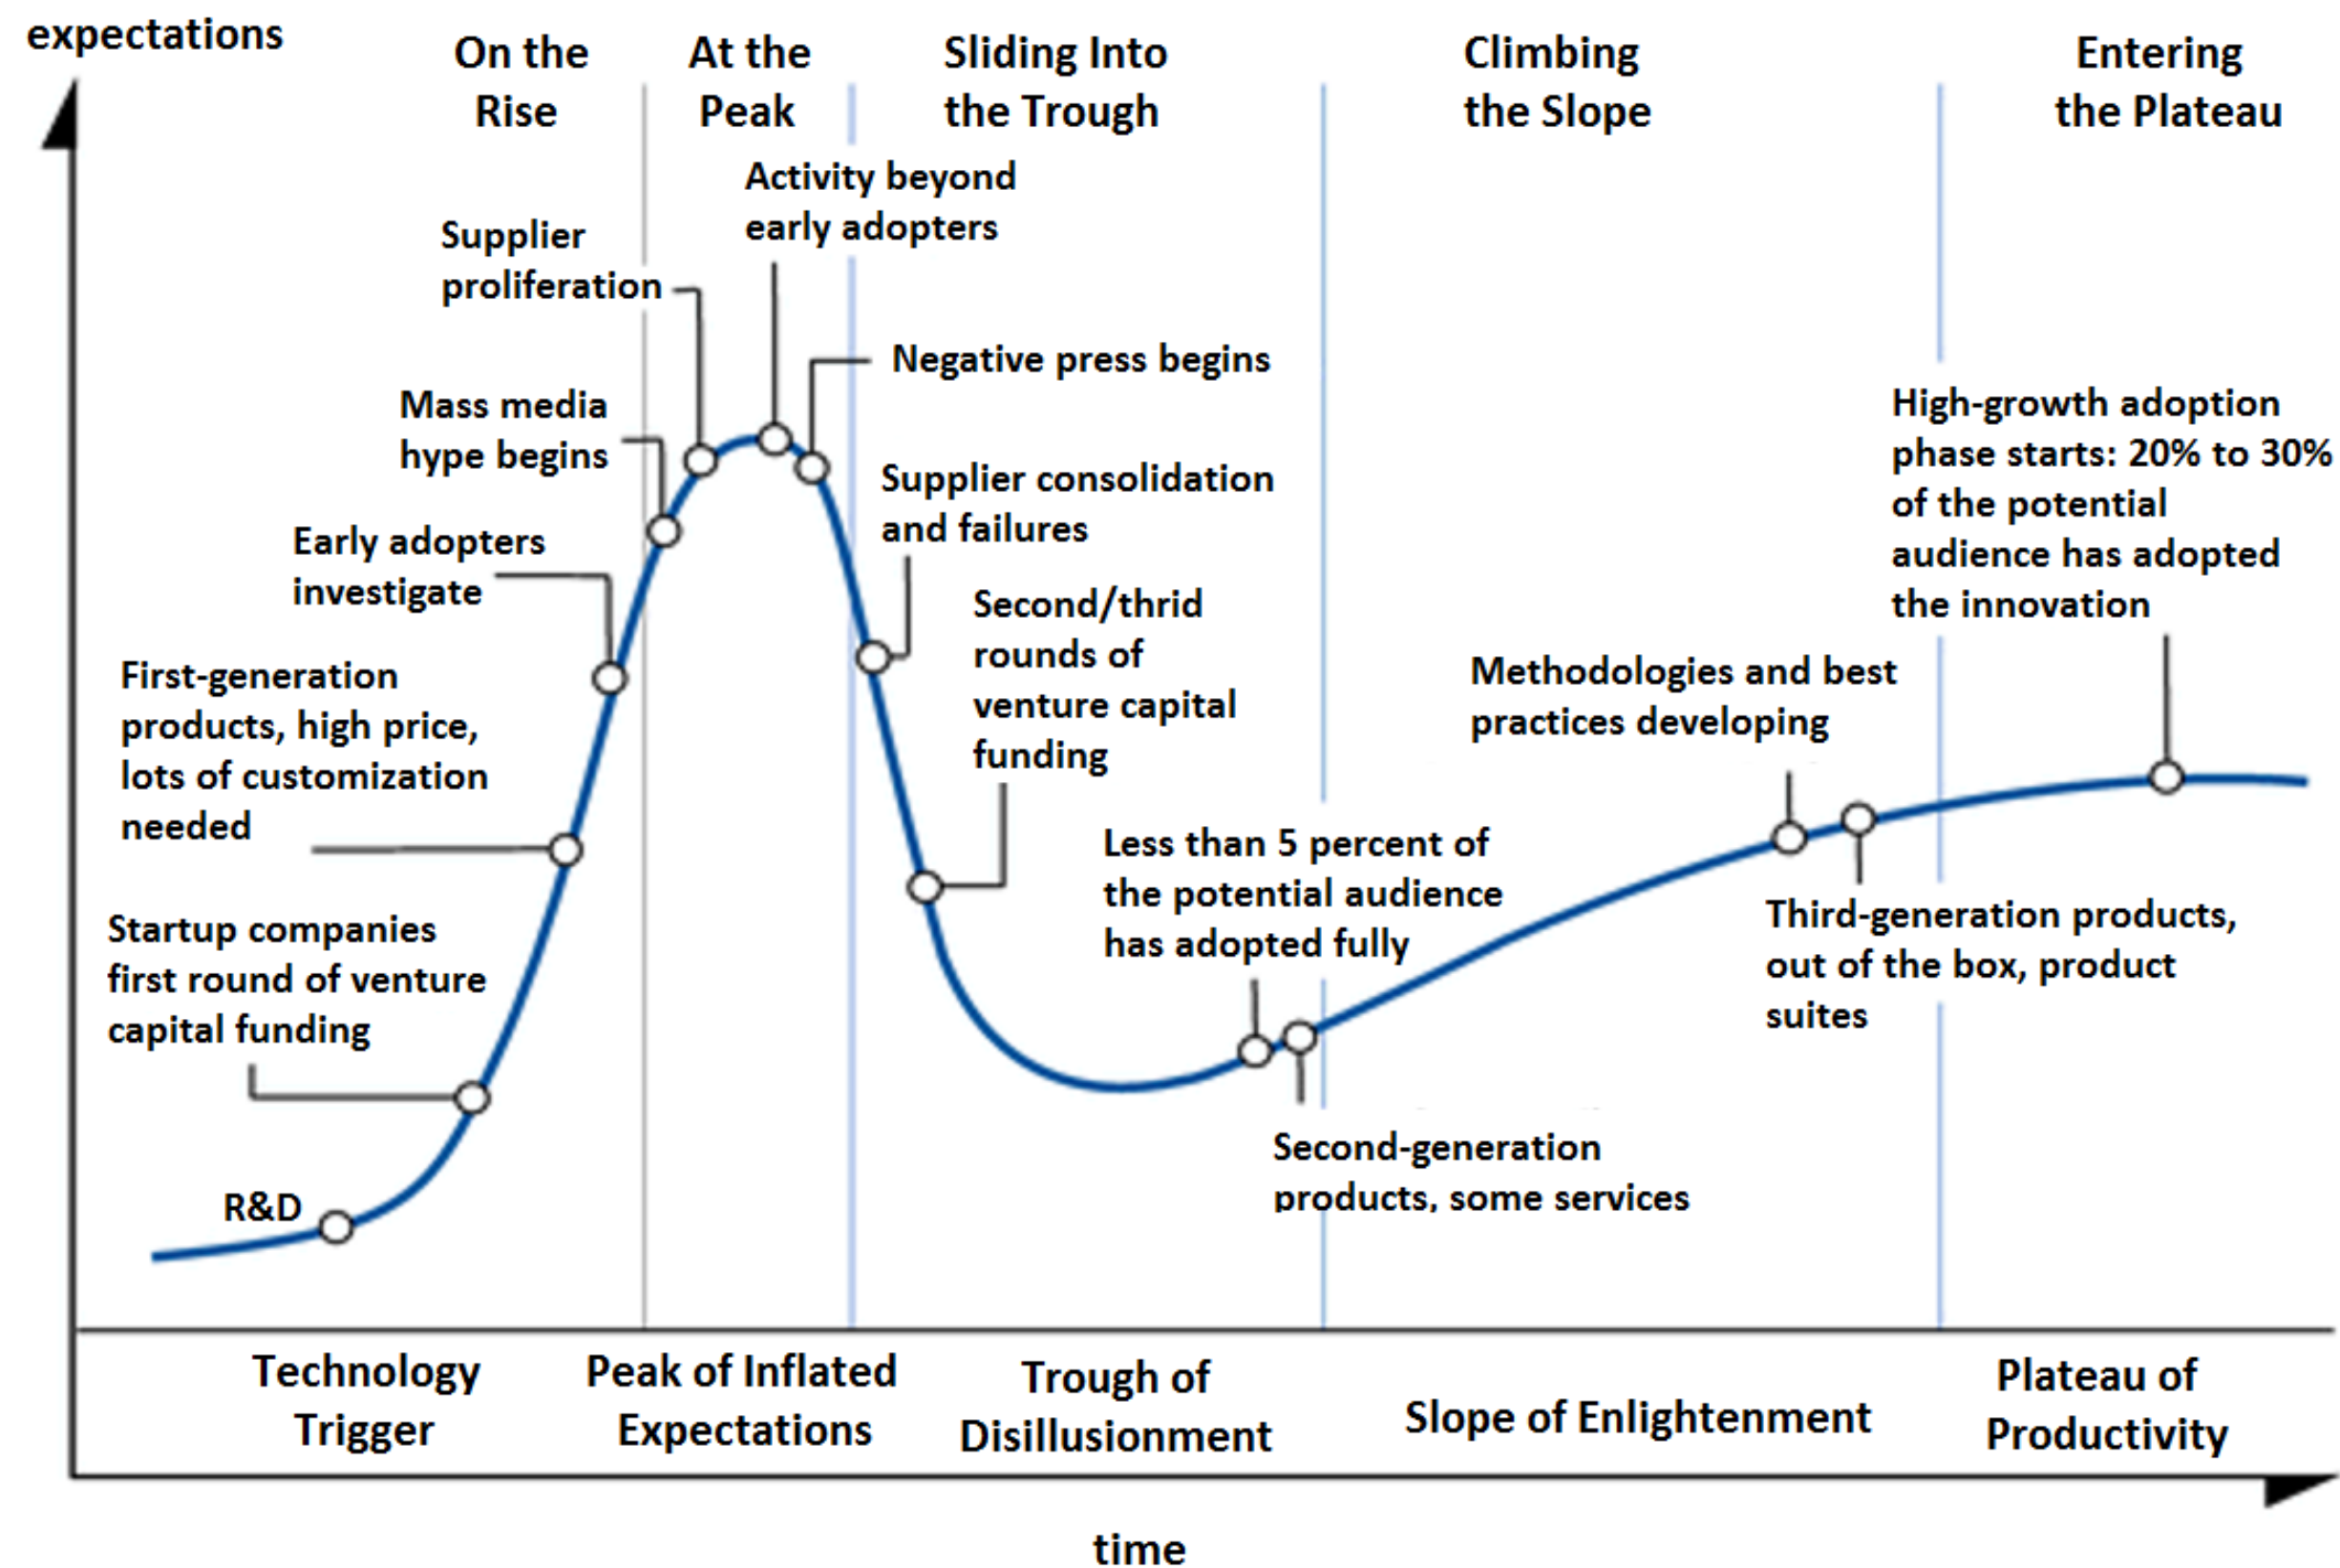 expectations
On the
Rise
At the
Peak
Sliding Into
the Trough
Climbing
the Slope
Entering
the Plateau
Activity beyond
early adopters
Supplier
proliferation
Negative press begins
Mass media
hype begins
High-growth adoption
phase starts: 20% to 30%
of the potential
audience has adopted
the innovation
Supplier consolidation
and failures
Early adopters
investigate
Second/thrid
rounds of
venture capital
funding
First-generation
products, high price,
lots of customization
needed
Methodologies and best
practices developing
Less than 5 percent of
the potential audience
has adopted fully
Startup companies
first round of venture
capital funding
Third-generation products,
out of the box, product
suites
Second-generation
products, some services
R&D
Technology
Trigger
Peak of Inflated
Expectations
Trough of
Disillusionment
Slope of Enlightenment
Plateau of
Productivity
time